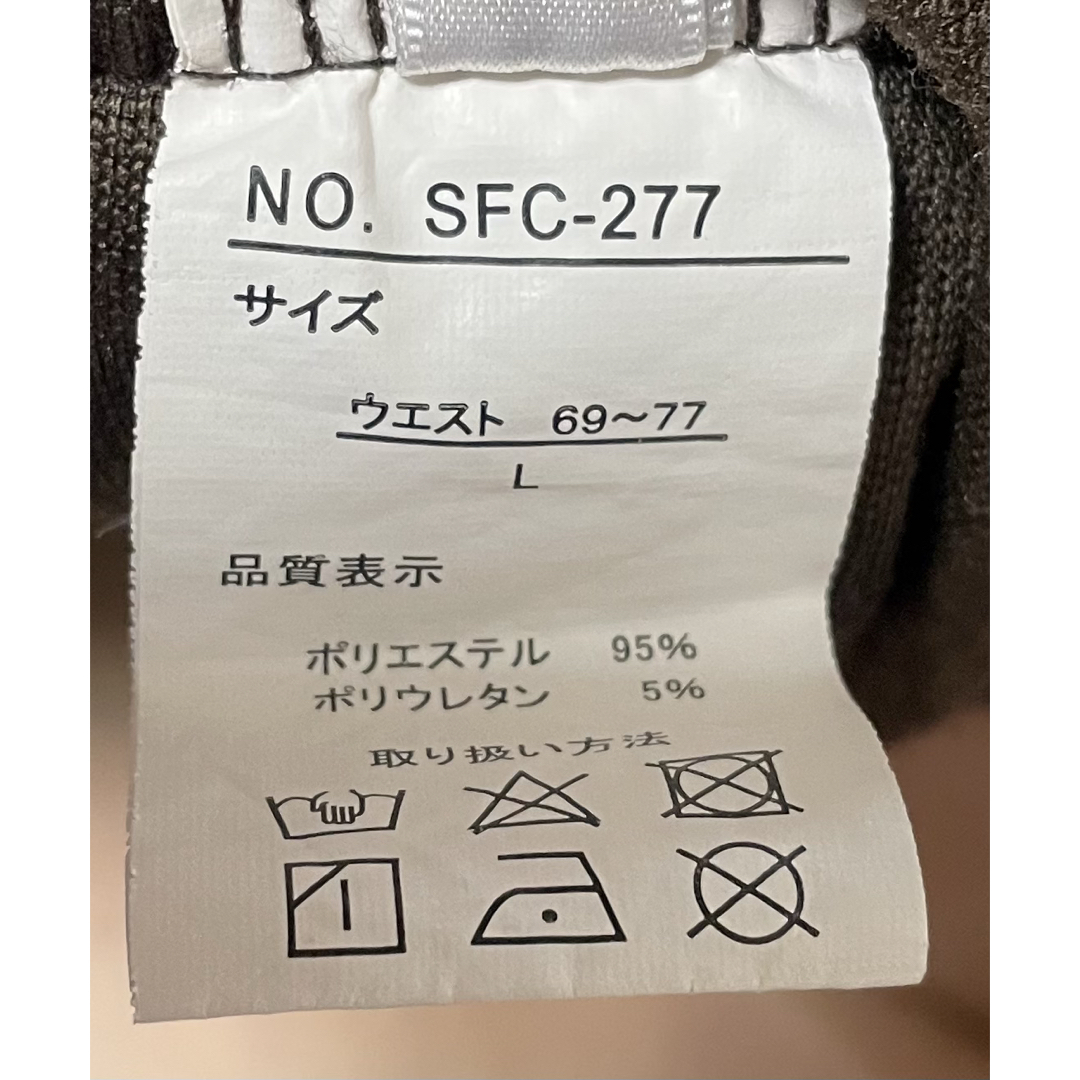 NO. SFC-277
サイズ
ウエスト 69～77
L
品質表示
ポリエステル 95%
ポリウレタン 5%
取り扱い方法